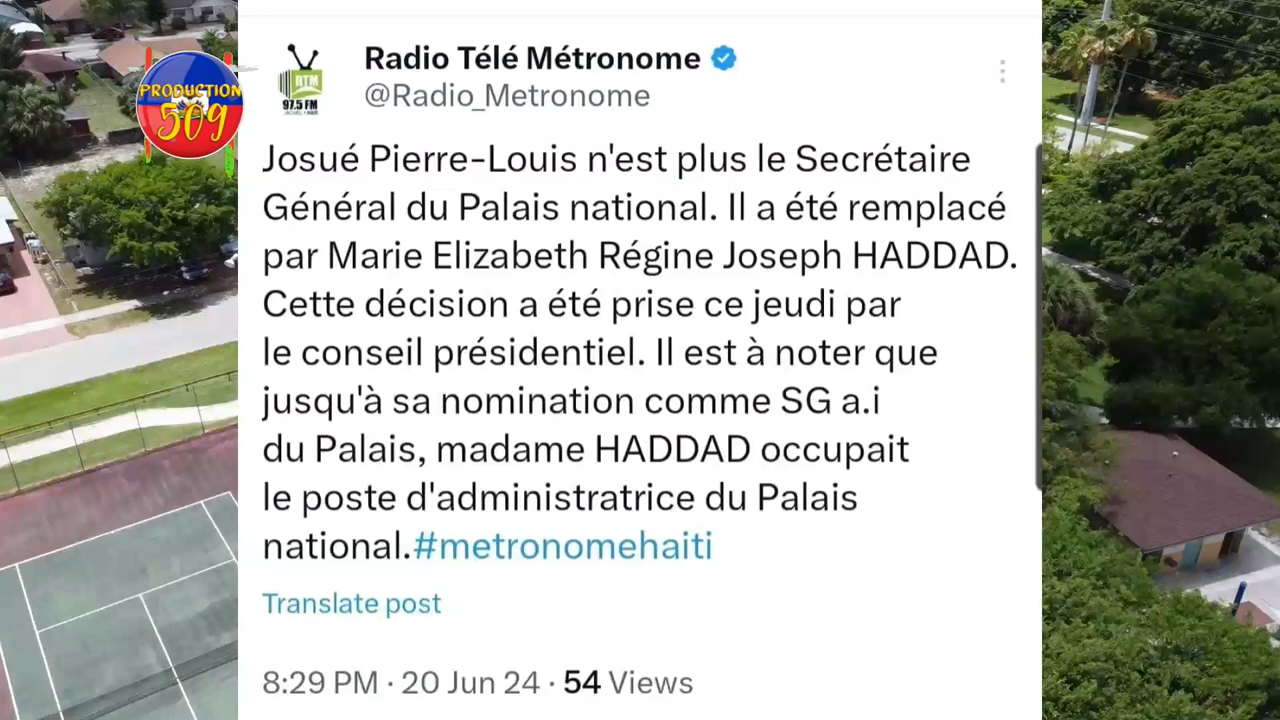 PRODUCTION
509
RTM
97.5 FM
Radio Télé Métronome
@Radio_Metronome
Josué Pierre-Louis n'est plus le Secrétaire
Général du Palais national. Il a été remplacé
par Marie Elizabeth Régine Joseph HADDAD.
Cette décision a été prise ce jeudi par
le conseil présidentiel. Il est à noter que
jusqu'à sa nomination comme SG a.i
du Palais, madame HADDAD occupait
le poste d'administratrice du Palais
national.#metronomehaiti
Translate post
8:29 PM · 20 Jun 24 · 54 Views